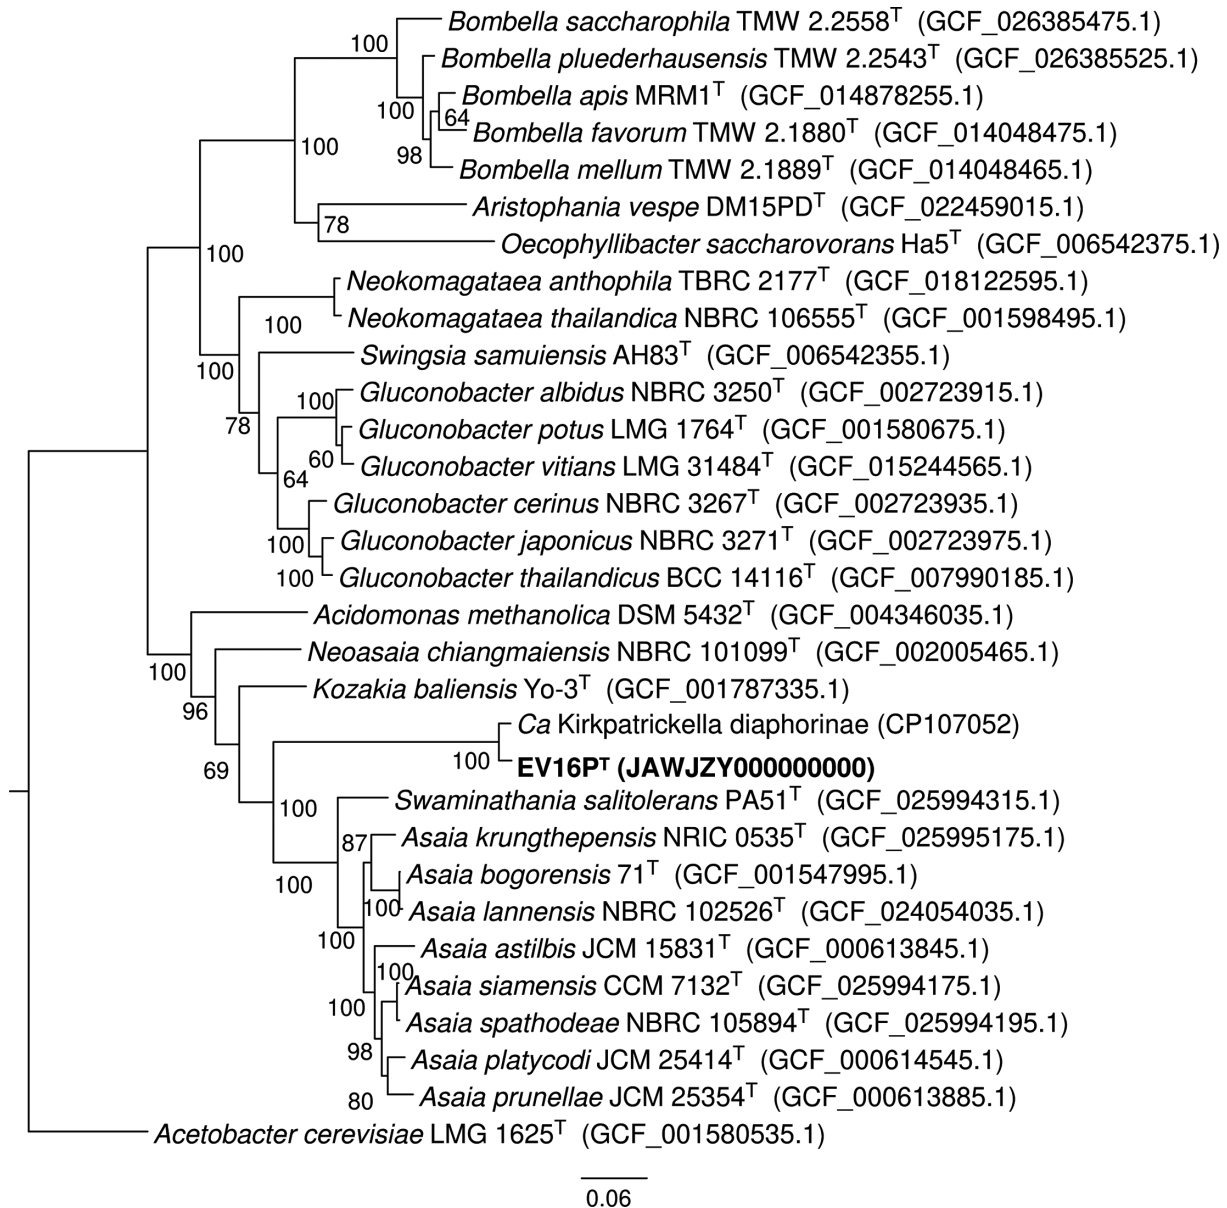 Bombella saccharophila TMW 2.2558T (GCF_026385475.1)
100
Bombella pluederhausensis TMW 2.2543T (GCF_026385525.1)
Bombella apis MRM1T (GCF_014878255.1)
100
64
Bombella favorum TMW 2.1880T (GCF_014048475.1)
100
98
Bombella mellum TMW 2.1889T (GCF_014048465.1)
Aristophania vespe DM15PDT (GCF_022459015.1)
78
Oecophyllibacter saccharovorans Ha5T (GCF_006542375.1)
100
Neokomagataea anthophila TBRC 2177T (GCF_018122595.1)
100
Neokomagataea thailandica NBRC 106555T (GCF_001598495.1)
Swingsia samuiensis AH83T (GCF_006542355.1)
100
Gluconobacter albidus NBRC 3250T (GCF_002723915.1)
100
78
Gluconobacter potus LMG 1764T (GCF_001580675.1)
60
Gluconobacter vitians LMG 31484T (GCF_015244565.1)
64
Gluconobacter cerinus NBRC 3267T (GCF_002723935.1)
100
Gluconobacter japonicus NBRC 3271T (GCF_002723975.1)
100
Gluconobacter thailandicus BCC 14116T (GCF_007990185.1)
Acidomonas methanolica DSM 5432T (GCF_004346035.1)
100
Neoasaia chiangmaiensis NBRC 101099T (GCF_002005465.1)
96
Kozakia baliensis Yo-3T (GCF_001787335.1)
Ca Kirkpatrickella diaphorinae (CP107052)
69
100
EV16PT (JAWJZY000000000)
100
Swaminathania salitolerans PA51T (GCF_025994315.1)
87
Asaia krungthepensis NRIC 0535T (GCF_025995175.1)
100
Asaia bogorensis 71T (GCF_001547995.1)
100
Asaia lannensis NBRC 102526T (GCF_024054035.1)
100
Asaia astilbis JCM 15831T (GCF_000613845.1)
100
Asaia siamensis CCM 7132T (GCF_025994175.1)
100
Asaia spathodeae NBRC 105894T (GCF_025994195.1)
98
Asaia platycodi JCM 25414T (GCF_000614545.1)
80
Asaia prunellae JCM 25354T (GCF_000613885.1)
Acetobacter cerevisiae LMG 1625T (GCF_001580535.1)
0.06